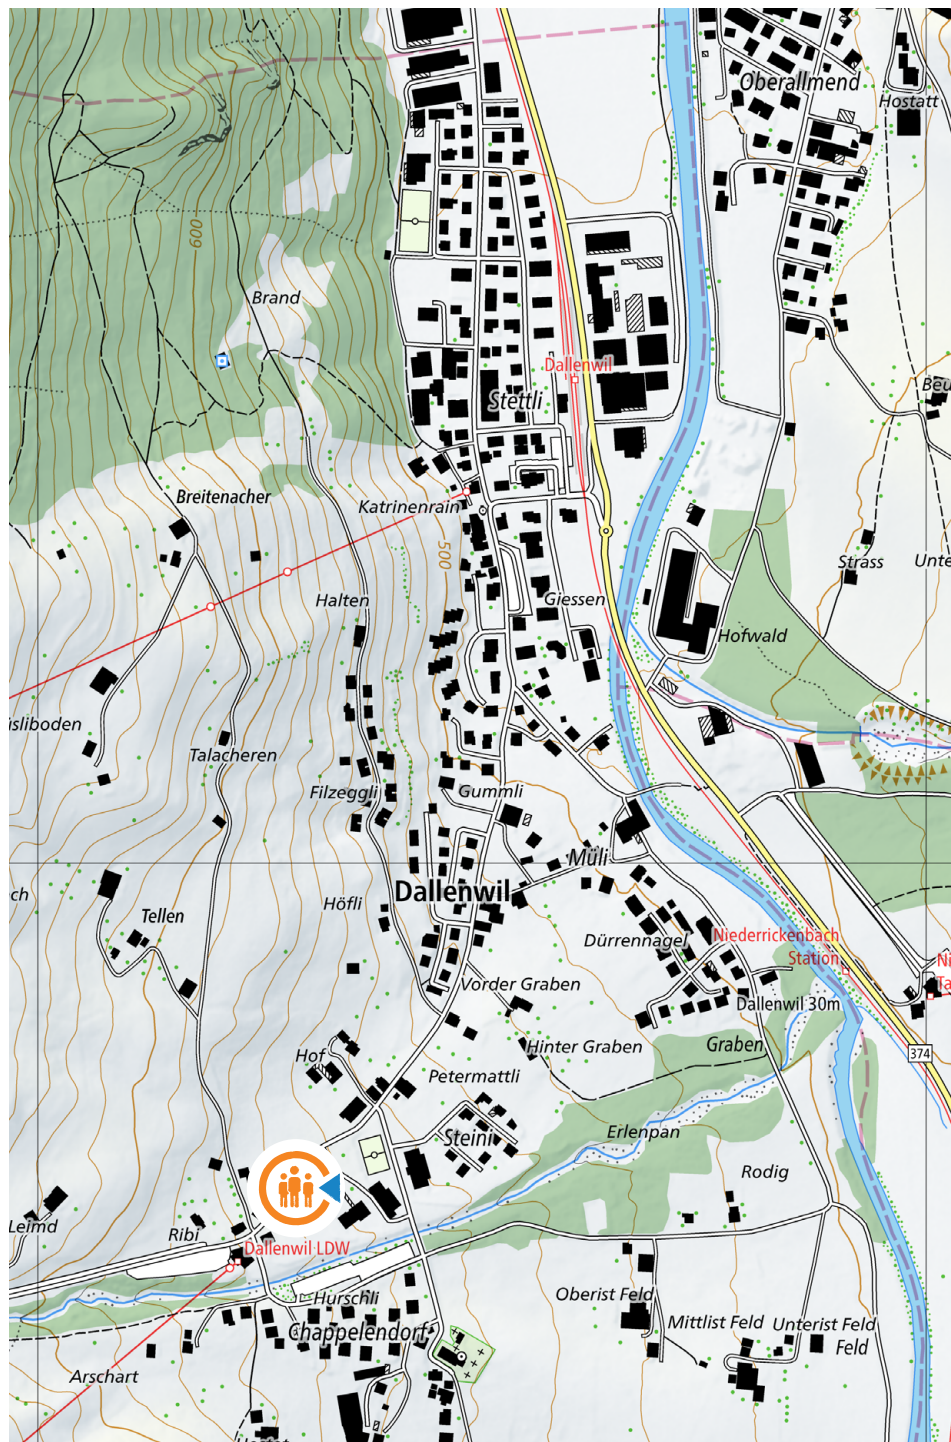 Oberallmend
Hostatt
600
Brand
Dallenwil
Stettli
Breitenacher
Katrinenrain
500
Strass
Halten
Giessen
Hofwald
Talacheren
Filzeggli
Gummli
Müli
Dallenwil
Höfli
Tellen
Dürrennagel
Niederrickenbach
Station
Vorder Graben
Dallenwil 30m
Hinter Graben
Graben
374
Hof
Petermattli
Steini
Erlenpan
Rodig
Leimd
Ribi
Dallenwil LDW
Hurschli
Oberist Feld
Chappelendorf
Mittlist Feld
Unterist Feld
Feld
Arschart